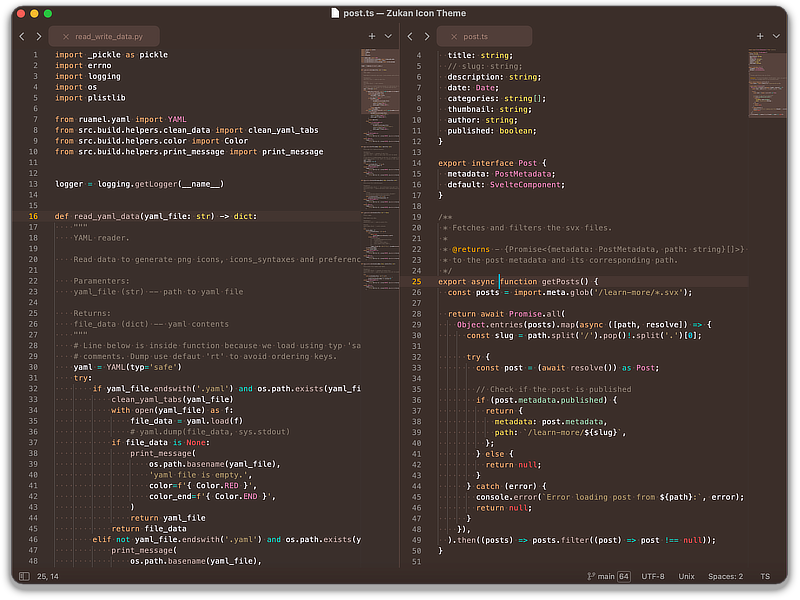 post.ts — Zukan Icon Theme
read_write_data.py
1 import _pickle as pickle
2 import errno
3 import logging
4 import os
5 import plistlib
6
7 from ruamel.yaml import YAML
8 from src.build.helpers.clean_data import clean_yaml_tabs
9 from src.build.helpers.color import Color
10 from src.build.helpers.print_message import print_message
11
12
13 logger = logging.getLogger(__name__)
14
15
16 def read_yaml_data(yaml_file: str) -> dict:
17 """
18 YAML reader.
19
20 Read data to generate png icons, icons_syntaxes and preferenc
21
22 Paramenters:
23 yaml_file (str) -- path to yaml file
24
25 Returns:
26 file_data (dict) -- yaml contents
27 """
28 # Line below is inside function because we load using typ 'sa
29 # comments. Dump use defaut 'rt' to avoid ordering keys.
30 yaml = YAML(typ='safe')
31 try:
32 if yaml_file.endswith('.yaml') and os.path.exists(yaml_fi
33 clean_yaml_tabs(yaml_file)
34 with open(yaml_file) as f:
35 file_data = yaml.load(f)
36 # yaml.dump(file_data, sys.stdout)
37 if file_data is None:
38 print_message(
39 os.path.basename(yaml_file),
40 'yaml file is empty.',
41 color=f'{ Color.RED }',
42 color_end=f'{ Color.END }',
43 )
44 return yaml_file
45 return file_data
46 elif not yaml_file.endswith('.yaml') and os.path.exists(y
47 print_message(
48 os.path.basename(yaml_file),
post.ts
4 title: string;
5 // slug: string;
6 description: string;
7 date: Date;
8 categories: string[];
9 thumbnail: string;
10 author: string;
11 published: boolean;
12 }
13
14 export interface Post {
15 metadata: PostMetadata;
16 default: SvelteComponent;
17 }
18
19 /**
20 * Fetches and filters the svx files.
21 *
22 * @returns - {Promise<{metadata: PostMetadata, path: string}[]>}
23 * to the post metadata and its corresponding path.
24 */
25 export async function getPosts() {
26 const posts = import.meta.glob('/learn-more/*.svx');
27
28 return await Promise.all(
29 Object.entries(posts).map(async ([path, resolve]) => {
30 const slug = path.split('/').pop()!.split('.')[0];
31
32 try {
33 const post = (await resolve()) as Post;
34
35 // Check if the post is published
36 if (post.metadata.published) {
37 return {
38 metadata: post.metadata,
39 path: `/learn-more/${slug}`,
40 };
41 } else {
42 return null;
43 }
44 } catch (error) {
45 console.error(`Error loading post from ${path}:`, error);
46 return null;
47 }
48 }),
49 ).then((posts) => posts.filter((post) => post !== null));
50 }
51
25, 14
main 64
UTF-8
Unix
Spaces: 2
TS